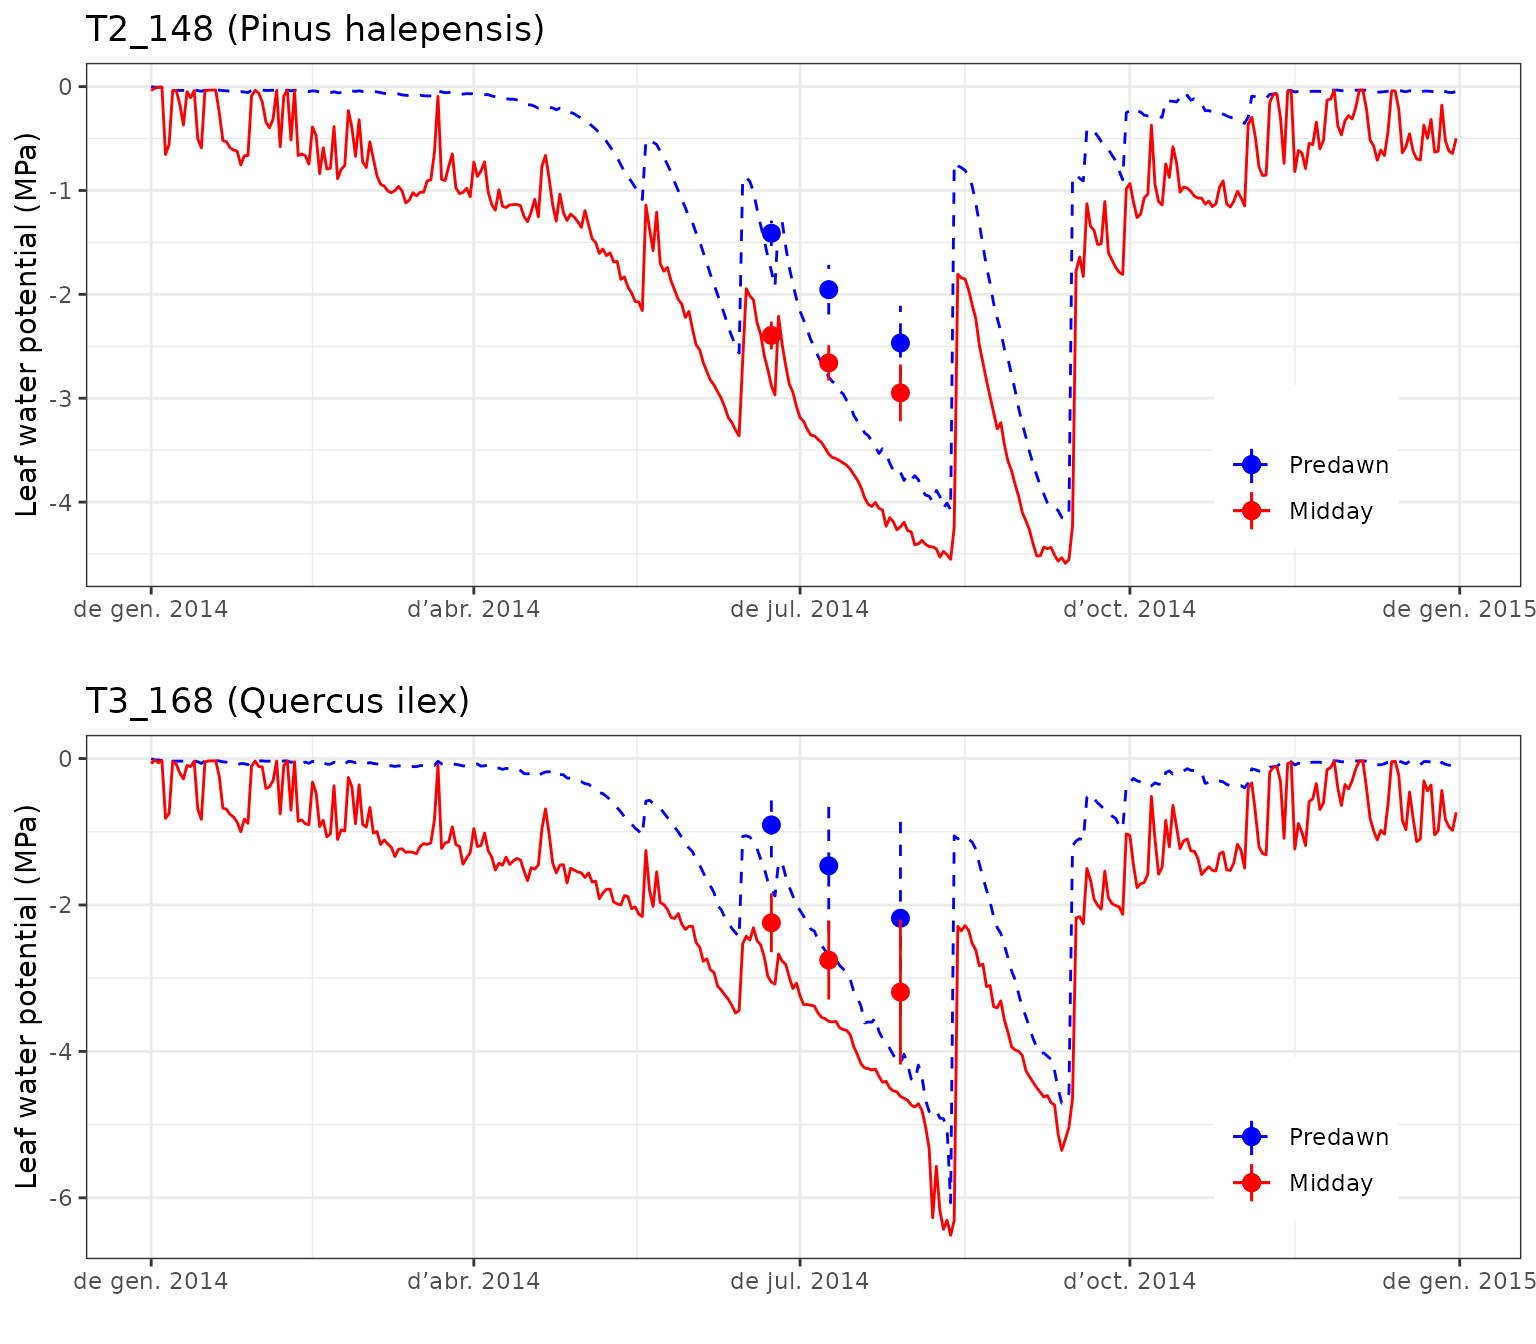 T2_148 (Pinus halepensis)
Leaf water potential (MPa)
0
-1
-2
-3
-4
Predawn
Midday
de gen. 2014 d’abr. 2014 de jul. 2014 d’oct. 2014 de gen. 2015
T3_168 (Quercus ilex)
Leaf water potential (MPa)
0
-2
-4
-6
Predawn
Midday
de gen. 2014 d’abr. 2014 de jul. 2014 d’oct. 2014 de gen. 2015